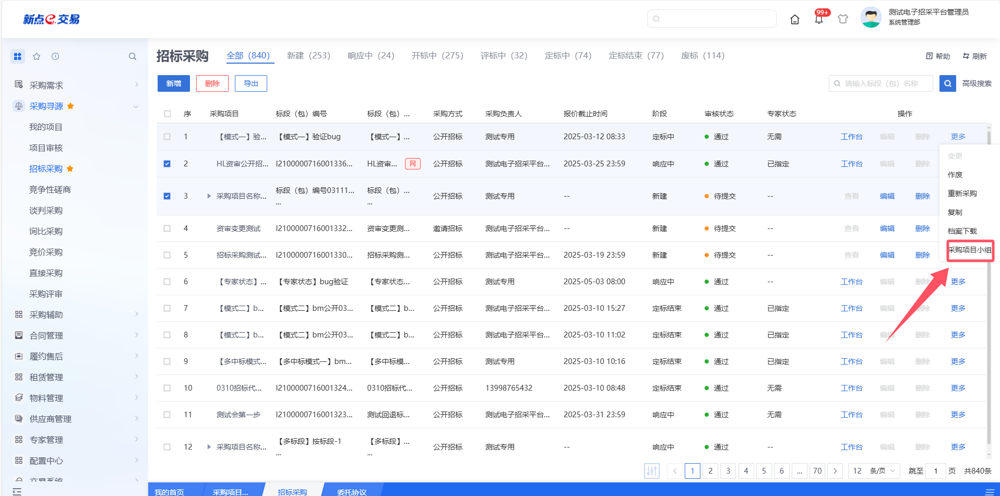 新点e交易
99+
测试电子招采平台管理员
系统管理部
招标采购
全部（840） 新建（253） 响应中（24） 开标中（275） 评标中（32） 定标中（74） 定标结束（77） 废标（114）
帮助 刷新
新增 删除 导出
请输入标段（包）名称
高级搜索
采购需求
采购寻源
我的项目
项目审核
招标采购
竞争性磋商
谈判采购
询比采购
竞价采购
直接采购
采购评审
采购辅助
合同管理
履约售后
租赁管理
物料管理
供应商管理
专家管理
配置中心
交易系统
序 采购项目 标段（包）编号 标段（包）... 采购方式 采购负责人 报价截止时间 阶段 审核状态 专家状态 操作
1 【模式一】验... 【模式一】验证bug 【模式一】... 公开招标 测试专用 2025-03-12 08:33 定标中 通过 无需 工作台 编辑 删除 更多
2 HL资审公开招... I2100000716001336... HL资审... 网 公开招标 测试电子招采平台... 2025-03-25 23:59 响应中 通过 已指定 工作台 编辑 删除
3 采购项目名称... 标段（包）编号03111... ... 标段（包）... ... 公开招标 测试专用 -- 新建 待提交 -- 查看 编辑 删除
4 资审变更测试 I2100000716001332... 资审变更测... 邀请招标 测试电子招采平台... -- 新建 待提交 -- 查看 编辑 删除
5 招标采购测试... I2100000716001330... 招标采购测... 公开招标 测试电子招采平台... 2025-03-19 23:59 新建 待提交 -- 查看 编辑 删除
6 【专家状态】... 【专家状态】bug验证 【专家状态... 公开招标 测试专用 2025-05-03 08:00 响应中 通过 -- 工作台 编辑 删除 更多
7 【模式二】b... 【模式二】bm公开03... 【模式二】b... 公开招标 测试电子招采平台... 2025-03-10 15:27 定标结束 通过 已指定 工作台 编辑 删除 更多
8 【模式二】b... 【模式二】bm公开03... 【模式二】b... 公开招标 测试电子招采平台... 2025-03-10 11:02 定标结束 通过 已指定 工作台 编辑 删除 更多
9 【多中标模式... 【多中标模式一】bm... 【多中标模... 公开招标 测试专用 2025-03-10 10:16 定标结束 通过 已指定 工作台 编辑 删除 更多
10 0310招标代... I2100000716001324... 0310招标代... 公开招标 13998765432 2025-03-10 08:48 定标结束 通过 无需 工作台 编辑 删除 更多
11 测试会第一步 I2100000716001323... 测试回退标... 公开招标 测试电子招采平台... 2025-03-31 23:59 响应中 通过 无需 工作台 编辑 删除 更多
12 采购项目名称... 【多标段】按标段-1 ... 【多标段】... ... 公开招标 测试专用 -- 响应中 通过 -- 工作台 编辑 删除 更多
变更
作废
重新采购
复制
档案下载
采购项目小组
1 2 3 4 5 6 ... 70 12 条/页 跳至 1 页 共840条
我的首页 采购项目... 招标采购 委托协议